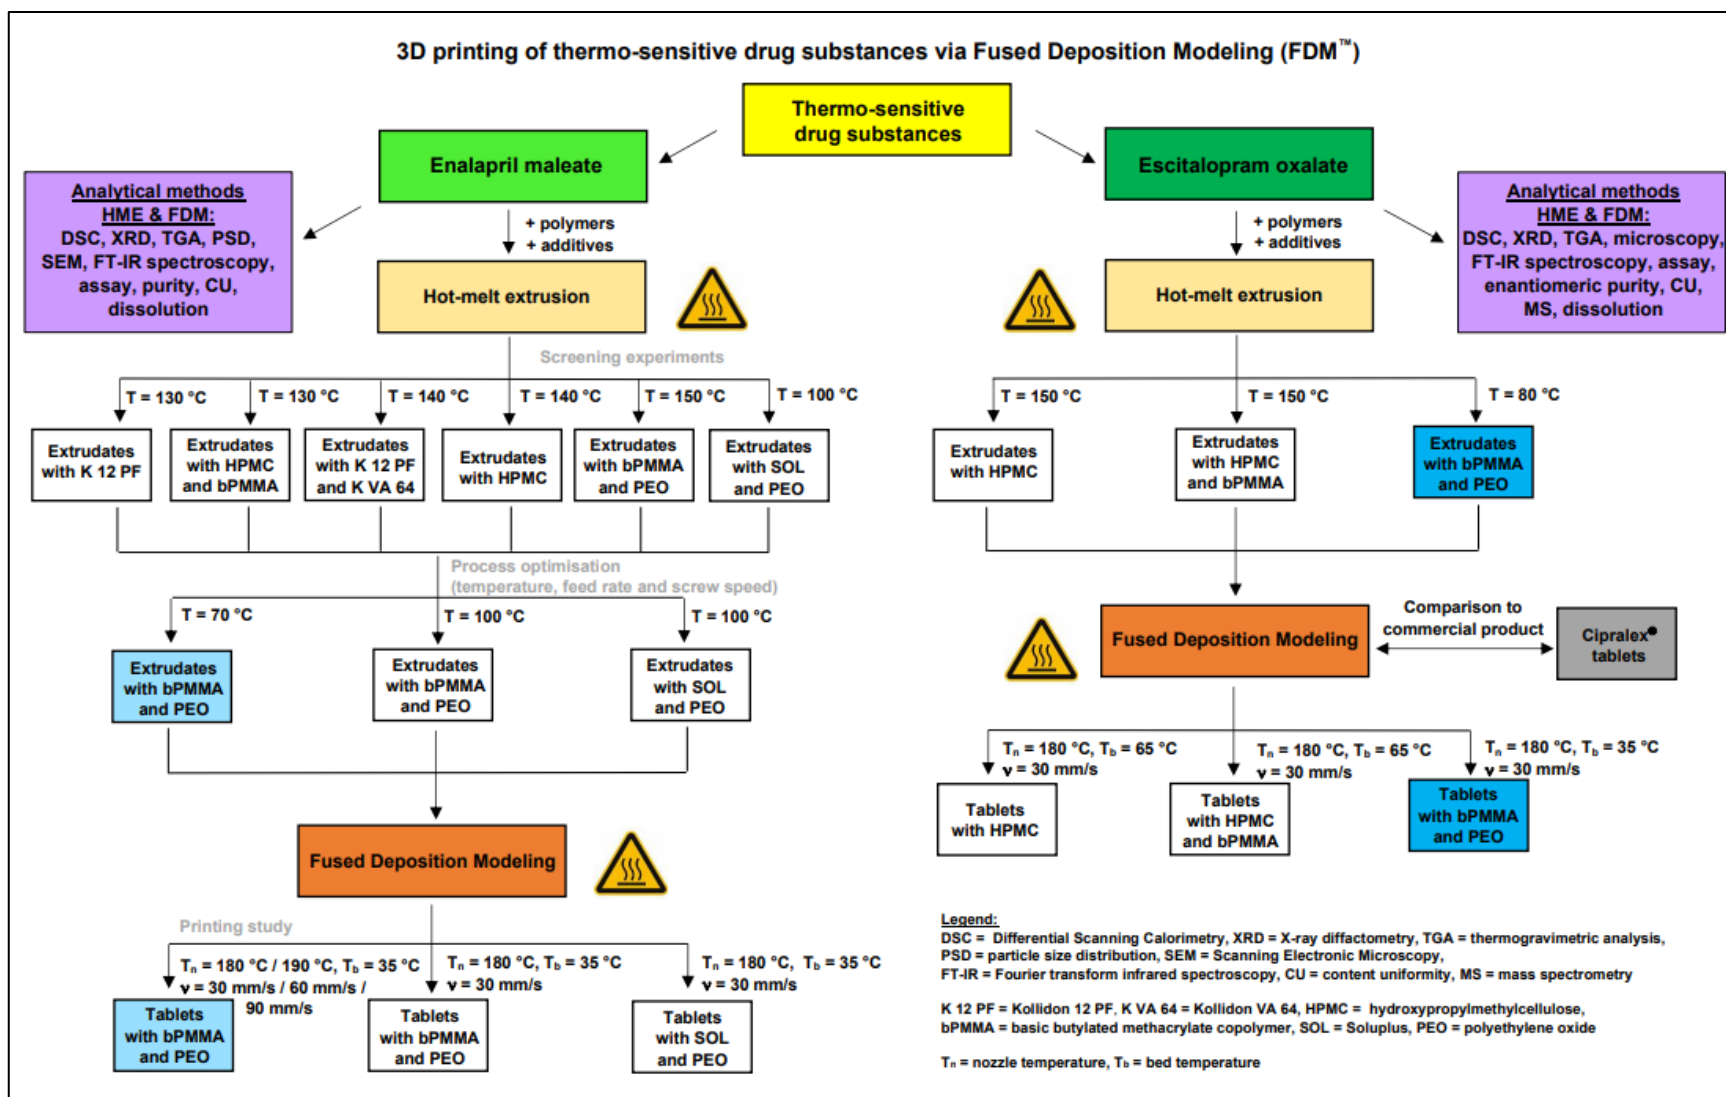 3D printing of thermo-sensitive drug substances via Fused Deposition Modeling (FDM™)
Thermo-sensitive
drug substances
Enalapril maleate
Escitalopram oxalate
Analytical methods
HME & FDM:
DSC, XRD, TGA, PSD,
SEM, FT-IR spectroscopy,
assay, purity, CU,
dissolution
+ polymers
+ additives
+ polymers
+ additives
Analytical methods
HME & FDM:
DSC, XRD, TGA, microscopy,
FT-IR spectroscopy, assay,
enantiomeric purity, CU,
MS, dissolution
Hot-melt extrusion
Hot-melt extrusion
Screening experiments
T = 130 °C
T = 130 °C
T = 140 °C
T = 140 °C
T = 150 °C
T = 100 °C
T = 150 °C
T = 150 °C
T = 80 °C
Extrudates
with K 12 PF
Extrudates
with HPMC
and bPMMA
Extrudates
with K 12 PF
and K VA 64
Extrudates
with HPMC
Extrudates
with bPMMA
and PEO
Extrudates
with SOL
and PEO
Extrudates
with HPMC
Extrudates
with HPMC
and bPMMA
Extrudates
with bPMMA
and PEO
Process optimisation
(temperature, feed rate and screw speed)
T = 70 °C
T = 100 °C
T = 100 °C
Extrudates
with bPMMA
and PEO
Extrudates
with bPMMA
and PEO
Extrudates
with SOL
and PEO
Fused Deposition Modeling
Comparison to
commercial product
Cipralex●
tablets
Tn = 180 °C, Tb = 65 °C
v = 30 mm/s
Tn = 180 °C, Tb = 65 °C
v = 30 mm/s
Tn = 180 °C, Tb = 35 °C
v = 30 mm/s
Tablets
with HPMC
Tablets
with HPMC
and bPMMA
Tablets
with bPMMA
and PEO
Fused Deposition Modeling
Printing study
Tn = 180 °C / 190 °C, Tb = 35 °C
v = 30 mm/s / 60 mm/s /
90 mm/s
Tn = 180 °C, Tb = 35 °C
v = 30 mm/s
Tn = 180 °C, Tb = 35 °C
v = 30 mm/s
Tablets
with bPMMA
and PEO
Tablets
with bPMMA
and PEO
Tablets
with SOL
and PEO
Legend:
DSC = Differential Scanning Calorimetry, XRD = X-ray diffactometry, TGA = thermogravimetric analysis,
PSD = particle size distribution, SEM = Scanning Electronic Microscopy,
FT-IR = Fourier transform infrared spectroscopy, CU = content uniformity, MS = mass spectrometry
K 12 PF = Kollidon 12 PF, K VA 64 = Kollidon VA 64, HPMC = hydroxypropylmethylcellulose,
bPMMA = basic butylated methacrylate copolymer, SOL = Soluplus, PEO = polyethylene oxide
Tn = nozzle temperature, Tb = bed temperature